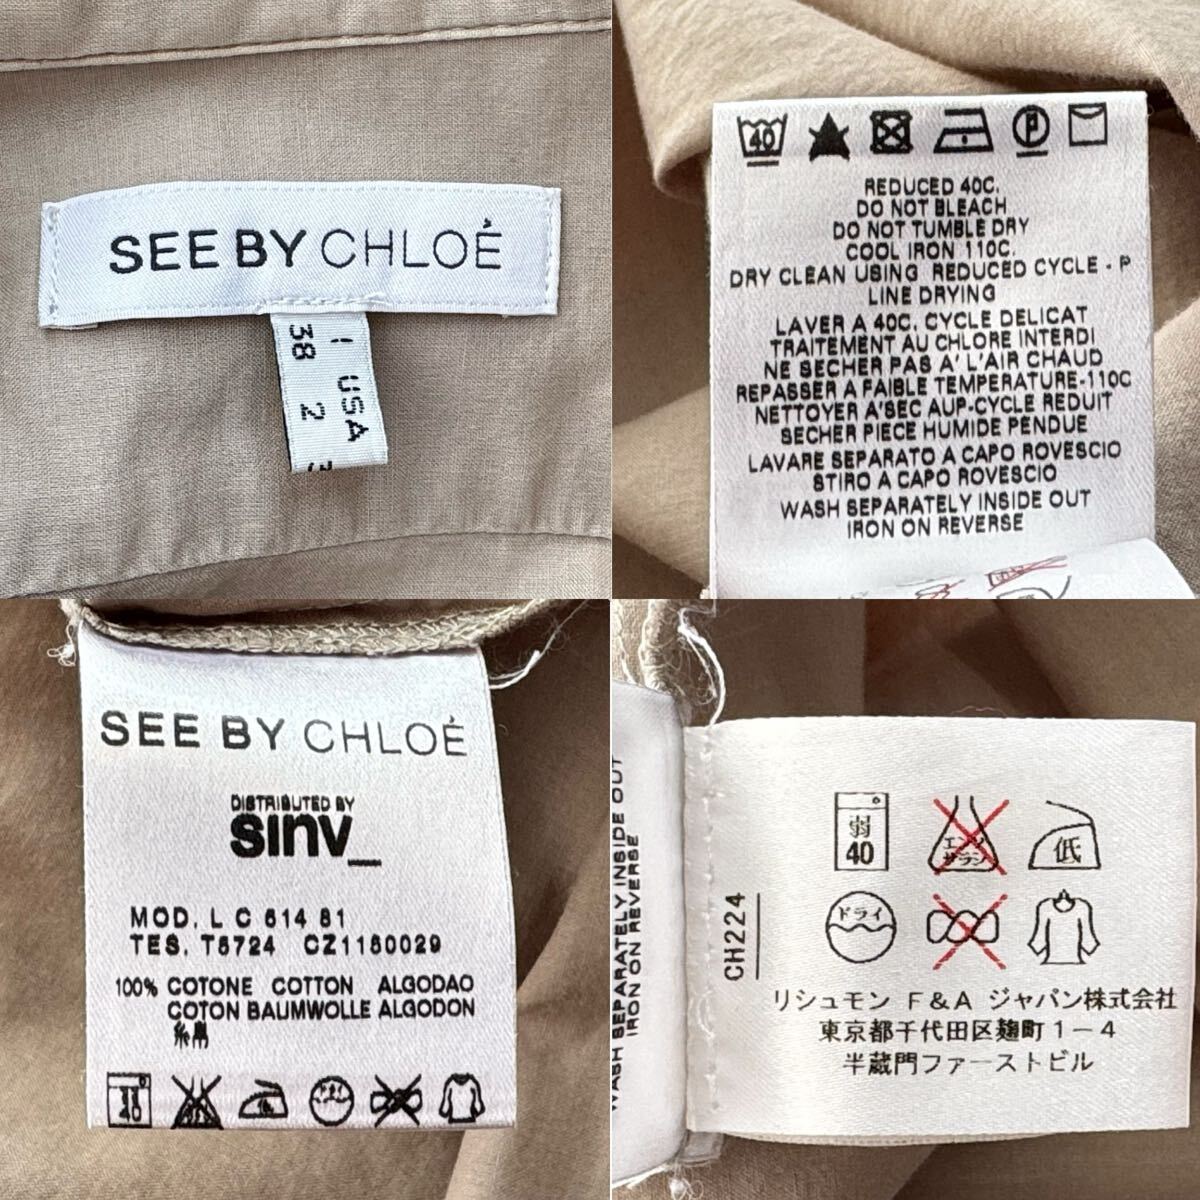 SEE BY CHLOÉ
I 38
USA 2
40
P
REDUCED 40C.
DO NOT BLEACH
DO NOT TUMBLE DRY
COOL IRON 110C.
DRY CLEAN USING REDUCED CYCLE - P
LINE DRYING
LAVER A 40C. CYCLE DELICAT
TRAITEMENT AU CHLORE INTERDI
NE SECHER PAS A' L'AIR CHAUD
REPASSER A FAIBLE TEMPERATURE-110C
NETTOYER A'SEC AUP-CYCLE REDUIT
SECHER PIECE HUMIDE PENDUE
LAVARE SEPARATO A CAPO ROVESCIO
STIRO A CAPO ROVESCIO
WASH SEPARATELY INSIDE OUT
IRON ON REVERSE
SEE BY CHLOÉ
DISTRIBUTED BY
sinv_
MOD. L C 614 81
TES. T8724 CZ1180029
100% COTONE COTTON ALGODAO
COTON BAUMWOLLE ALGODON
WASH SEPARATELY INSIDE OUT
IRON ON REVERSE
CH224
弱
40
エンソ
サラシ
低
ドライ
リシュモン F&A ジャパン株式会社
東京都千代田区麹町1-4
半蔵門ファーストビル